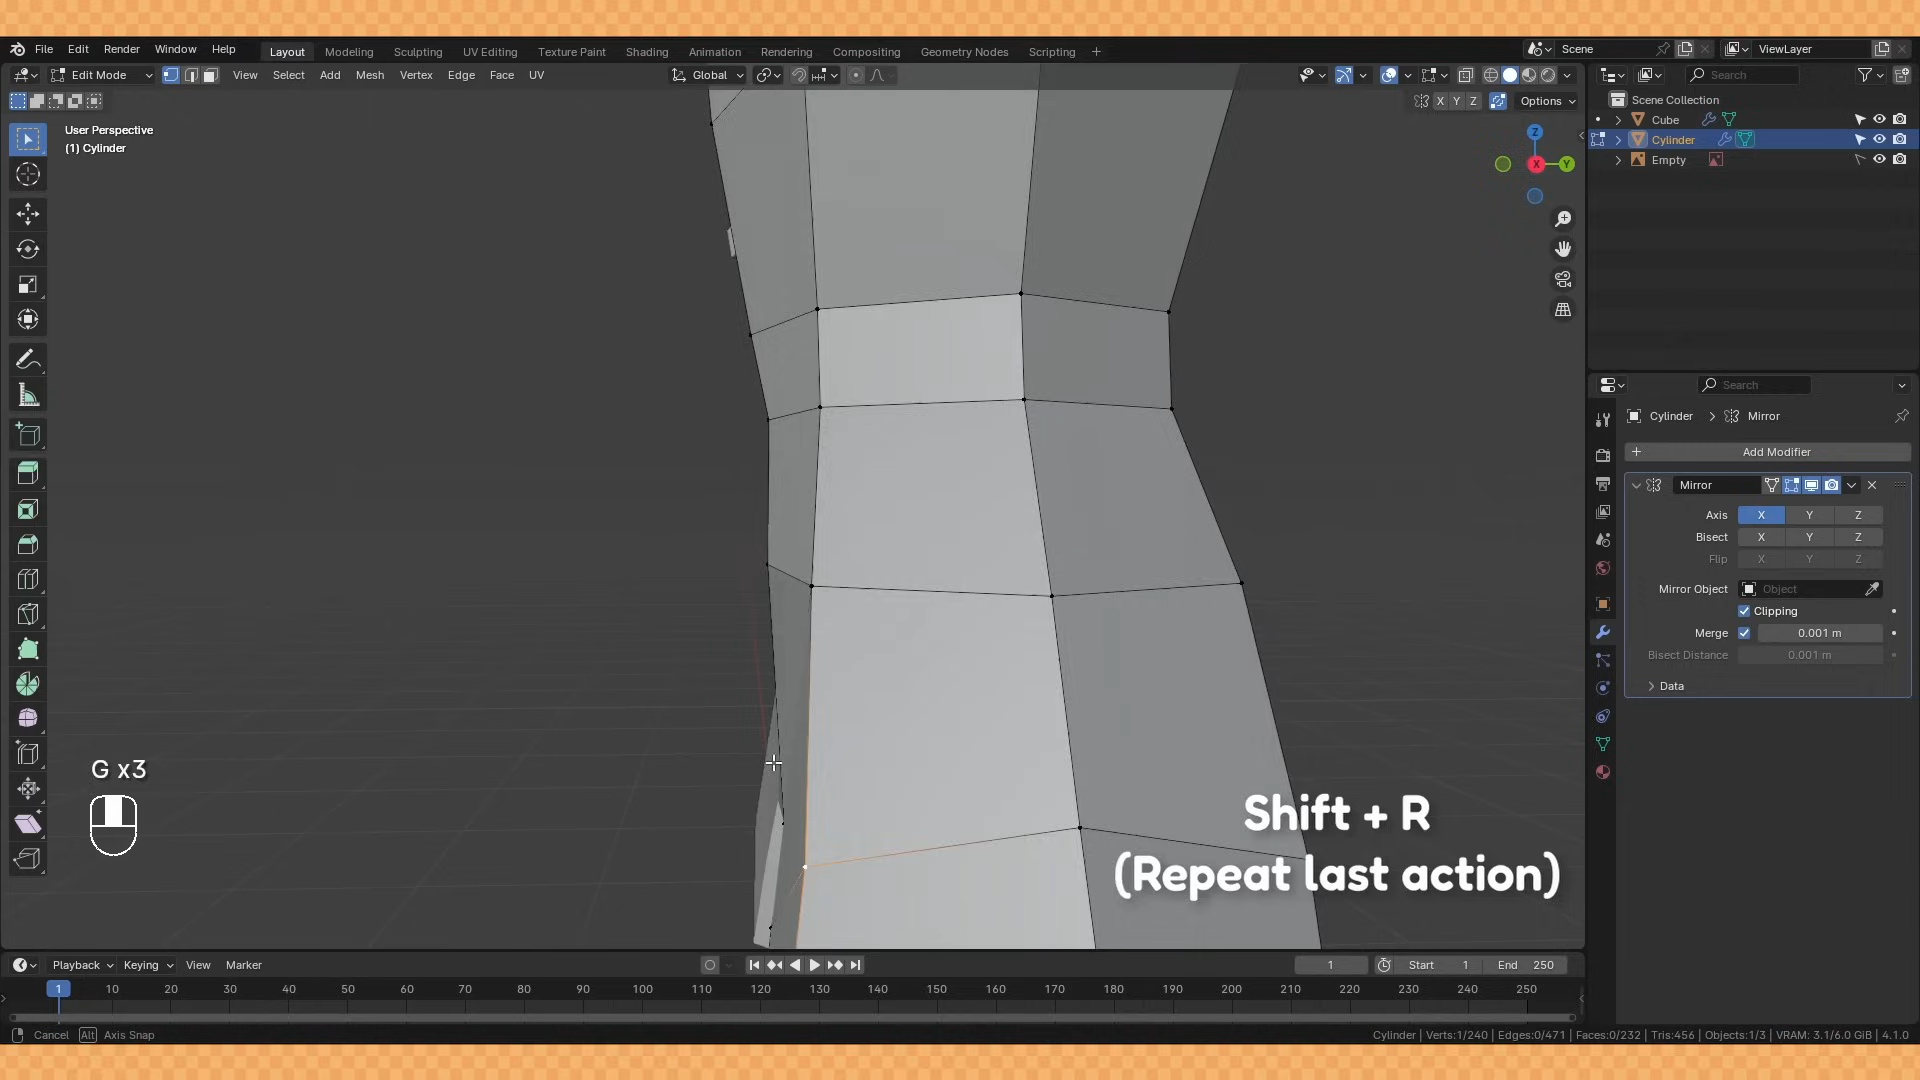 File Edit Render Window Help Layout Modeling Sculpting UV Editing Texture Paint Shading Animation Rendering Compositing Geometry Nodes Scripting + Scene ViewLayer
Edit Mode View Select Add Mesh Vertex Edge Face UV Global Search
X Y Z Options
User Perspective
(1) Cylinder
Z
X
Y
Scene Collection
Cube
Cylinder
Empty
Search
Cylinder > Mirror
+ Add Modifier
Mirror
Axis X Y Z
Bisect X Y Z
Flip X Y Z
Mirror Object Object
Clipping
Merge 0.001 m
Bisect Distance 0.001 m
Data
G x3
Shift + R
(Repeat last action)
Playback Keying View Marker 1 Start 1 End 250
1 10 20 30 40 50 60 70 80 90 100 110 120 130 140 150 160 170 180 190 200 210 220 230 240 250
Cancel Alt Axis Snap Cylinder | Verts:1/240 | Edges:0/471 | Faces:0/232 | Tris:456 | Objects:1/3 | VRAM: 3.1/6.0 GiB | 4.1.0